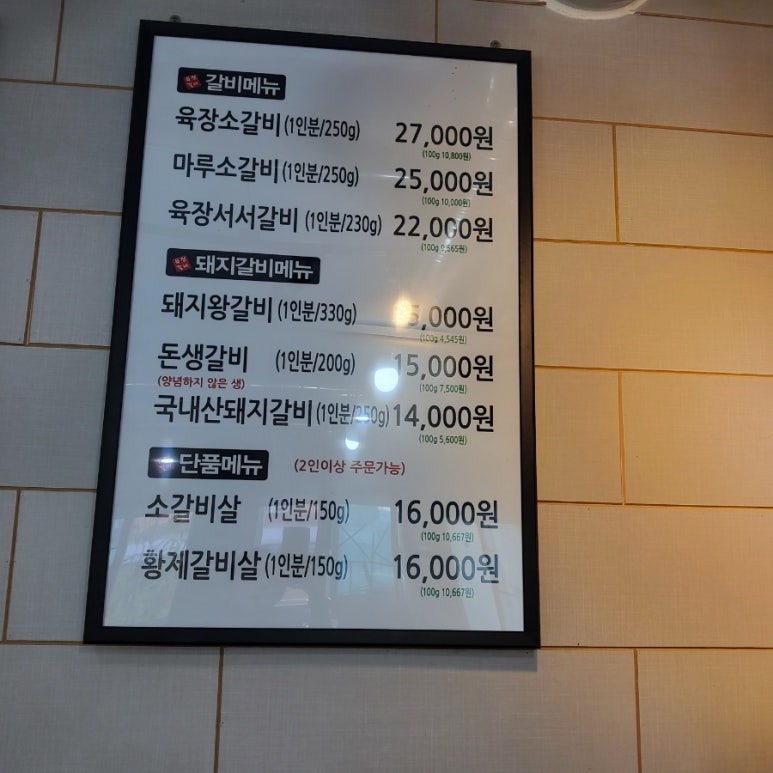 갈비메뉴
육장소갈비 (1인분/250g) 27,000원
(100g 10,800원)
마루소갈비 (1인분/250g) 25,000원
(100g 10,000원)
육장서서갈비 (1인분/230g) 22,000원
(100g 9,565원)
돼지갈비메뉴
돼지왕갈비 (1인분/330g)
(100g 4,545원)
돈생갈비 (1인분/200g) 15,000원
(양념하지 않은 생)
(100g 7,500원)
국내산돼지갈비 (1인분/250g) 14,000원
(100g 5,600원)
단품메뉴 (2인이상 주문가능)
소갈비살 (1인분/150g) 16,000원
(100g 10,667원)
황제갈비살 (1인분/150g) 16,000원
(100g 10,667원)